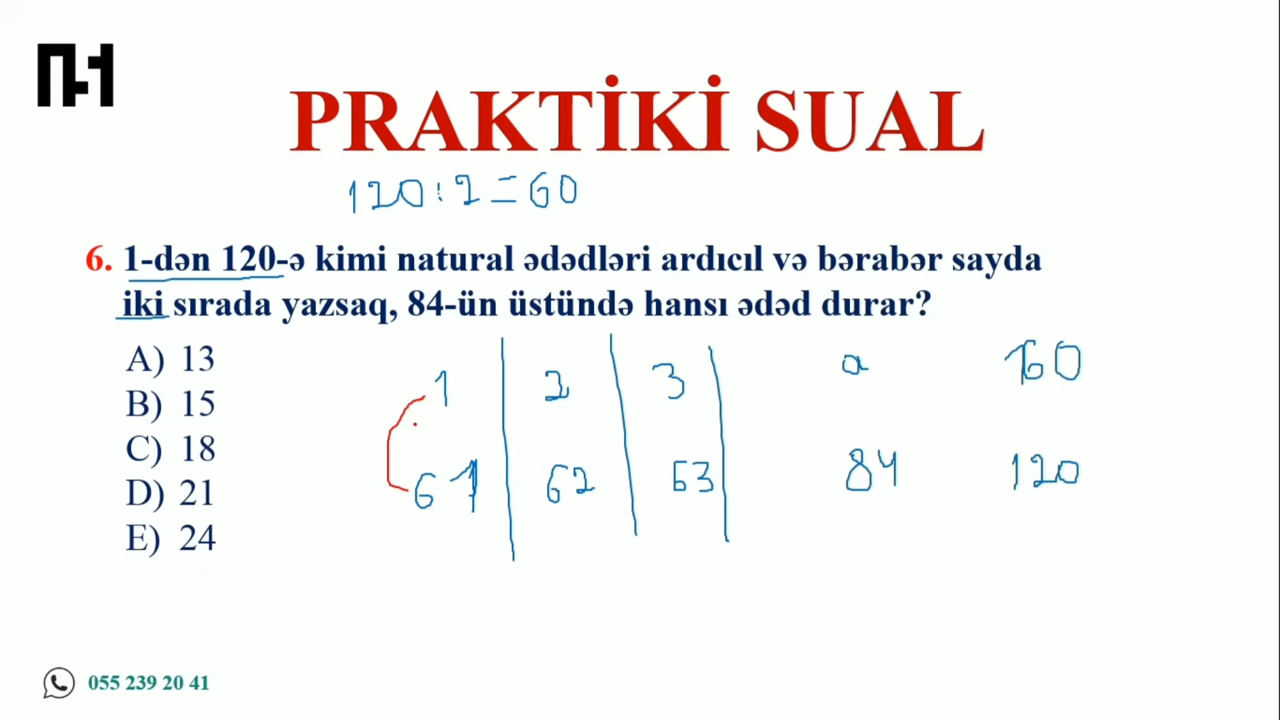 PRAKTİKİ SUAL
120:2=60
6. 1-dən 120-ə kimi natural ədədləri ardıcıl və bərabər sayda
iki sırada yazsaq, 84-ün üstündə hansı ədəd durar?
A) 13
B) 15
C) 18
D) 21
E) 24
1 2 3 a 60
61 62 63 84 120
055 239 20 41